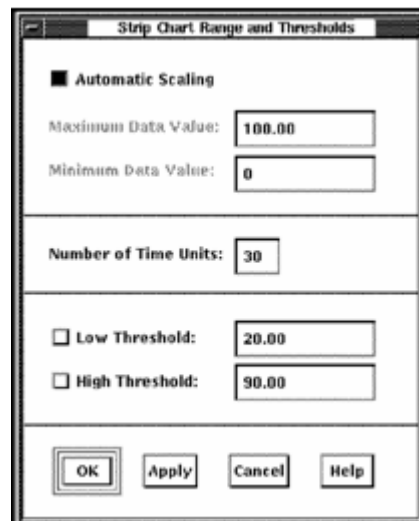 Strip Chart Range and Thresholds
Automatic Scaling
Maximum Data Value: 100.00
Minimum Data Value: 0
Number of Time Units: 30
Low Threshold: 20.00
High Threshold: 90.00
OK Apply Cancel Help